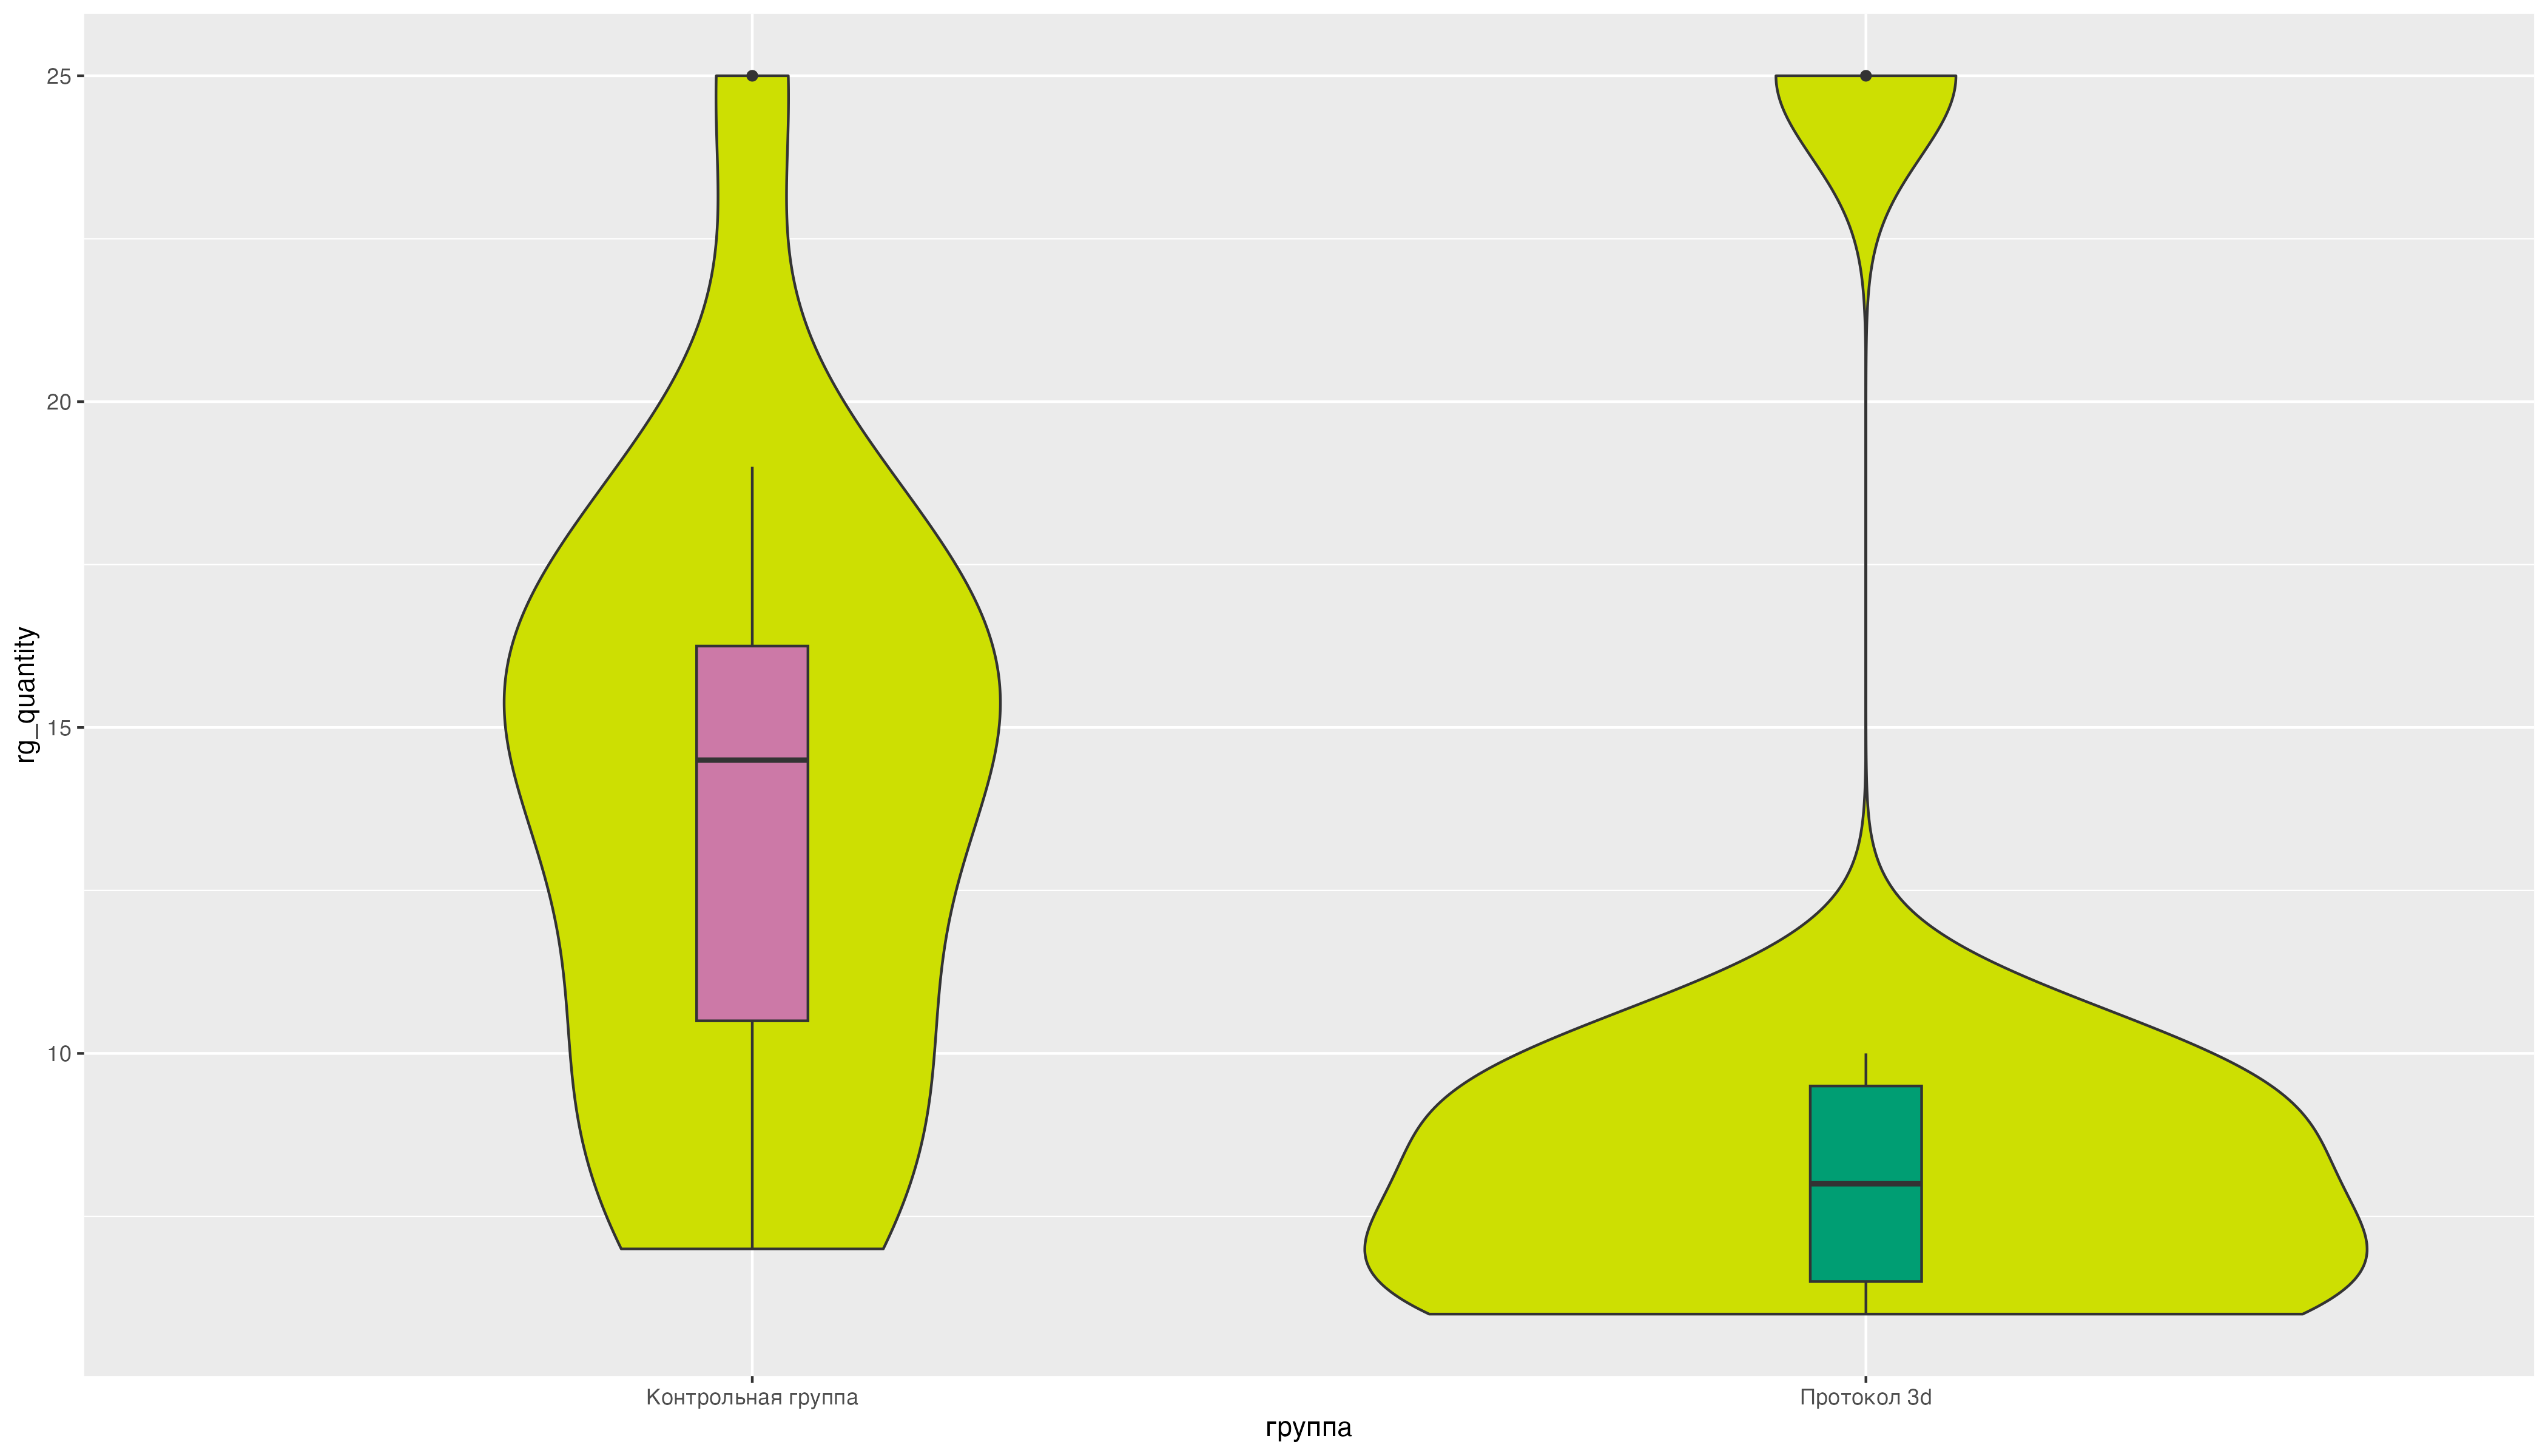 25
20
15
10
rg_quantity
Контрольная группа
Протокол 3d
группа